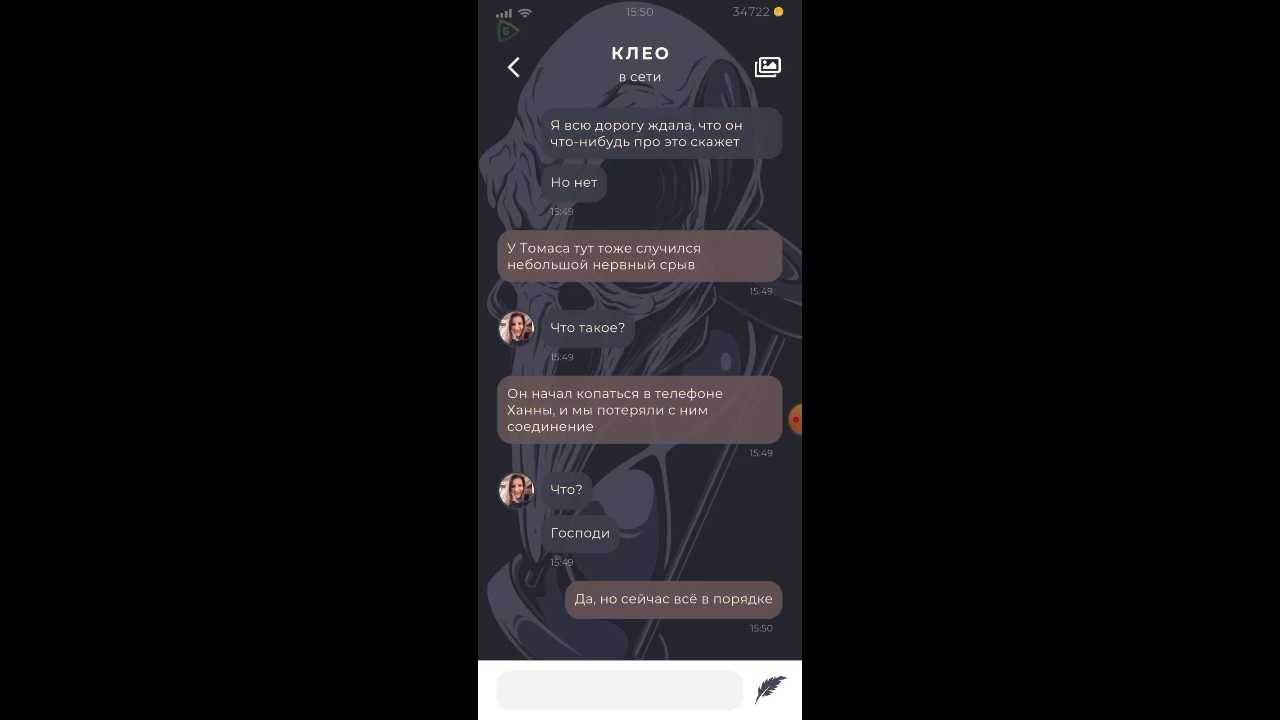 15:50
34722
КЛЕО
в сети
Я всю дорогу ждала, что он
что-нибудь про это скажет
Но нет
15:49
У Томаса тут тоже случился
небольшой нервный срыв
15:49
Что такое?
15:49
Он начал копаться в телефоне
Ханны, и мы потеряли с ним
соединение
15:49
Что?
Господи
15:49
Да, но сейчас всё в порядке
15:50